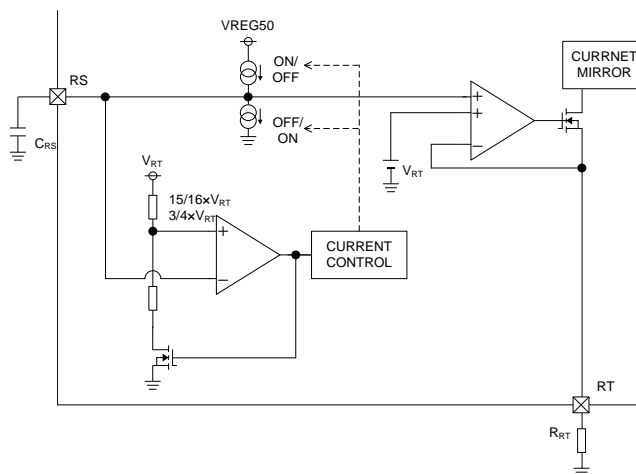 VREG50
CURRNET
MIRROR
ON/
OFF
RS
+
+
−
OFF/
ON
CRS
VRT
VRT
15/16×VRT
3/4×VRT
+
−
CURRENT
CONTROL
RT
RRT